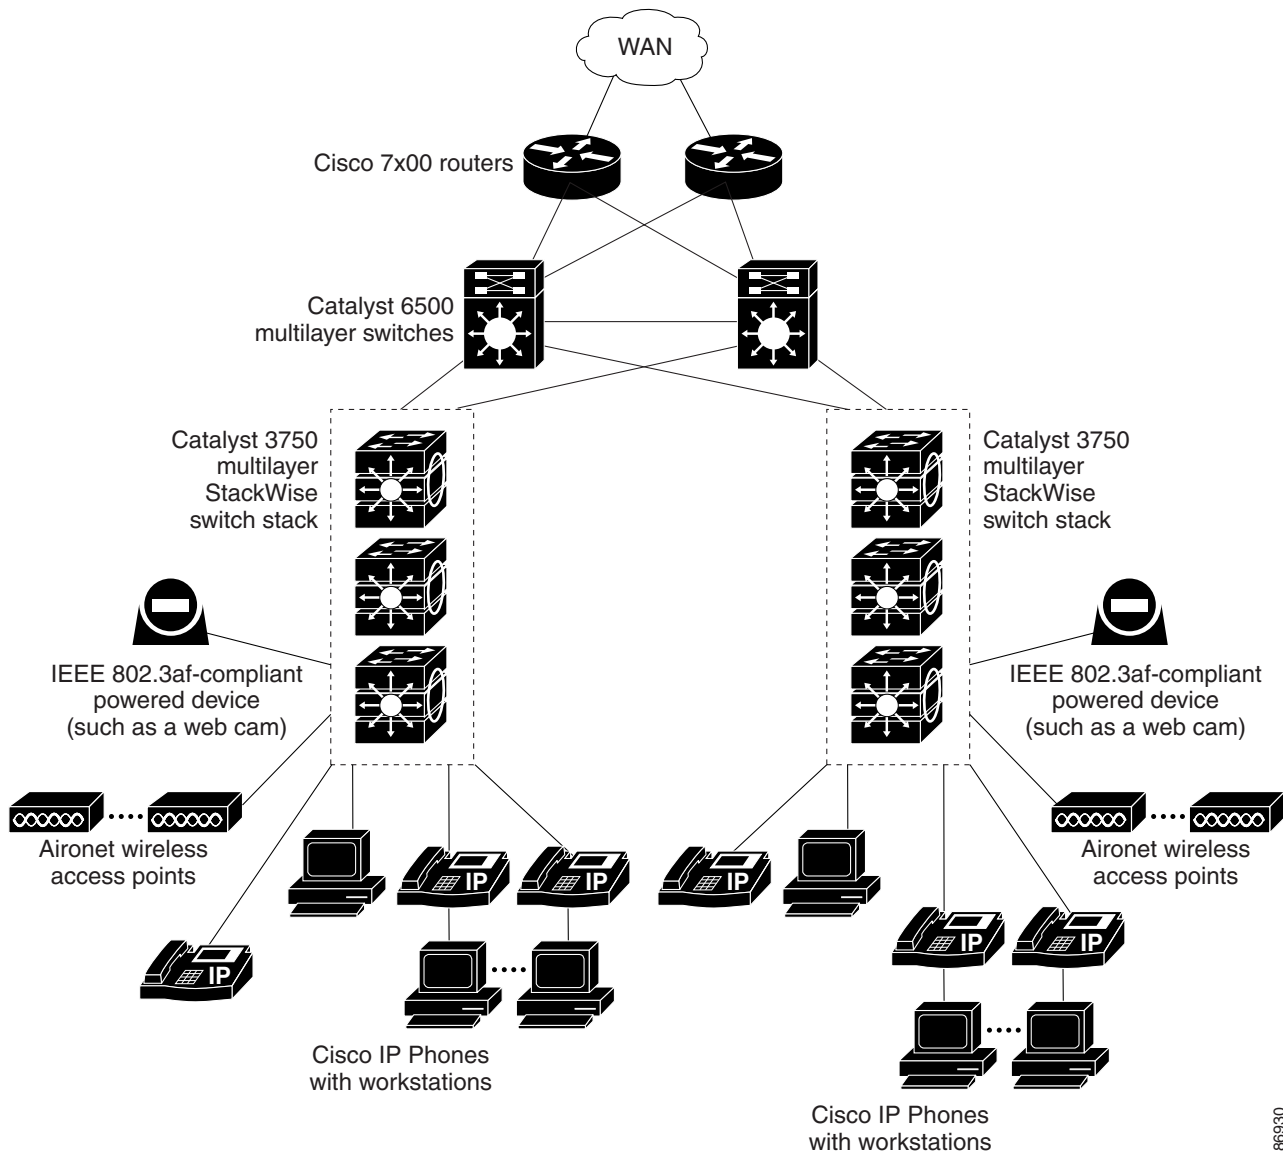 WAN
Cisco 7x00 routers
Catalyst 6500
multilayer switches
Catalyst 3750
multilayer
StackWise
switch stack
Catalyst 3750
multilayer
StackWise
switch stack
IEEE 802.3af-compliant
powered device
(such as a web cam)
IEEE 802.3af-compliant
powered device
(such as a web cam)
Aironet wireless
access points
Aironet wireless
access points
IP
IP
IP
IP
IP
IP
Cisco IP Phones
with workstations
Cisco IP Phones
with workstations
86930